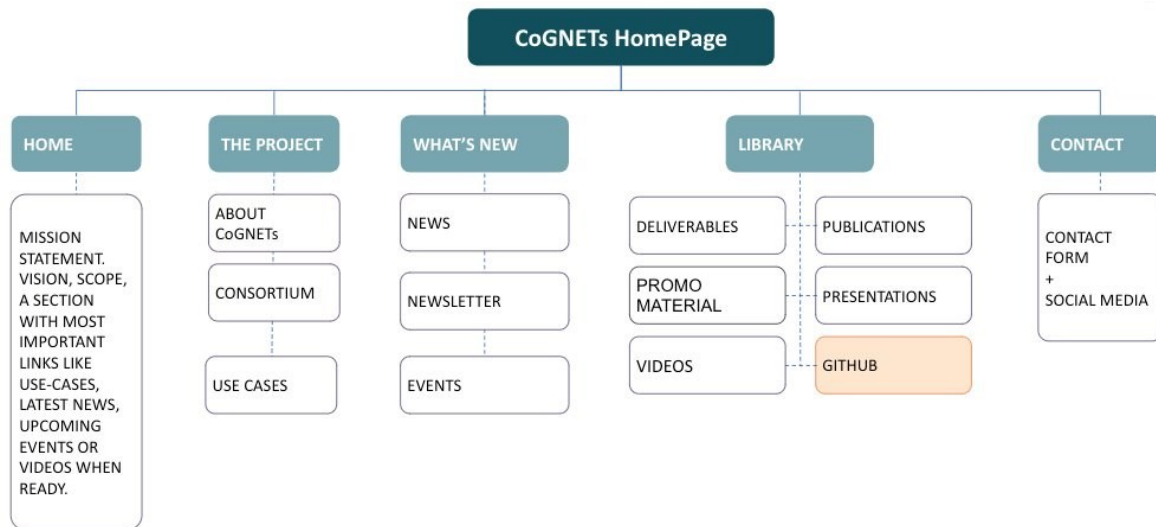 CoGNETs HomePage
HOME
THE PROJECT
WHAT'S NEW
LIBRARY
CONTACT
MISSION
STATEMENT.
VISION, SCOPE,
A SECTION
WITH MOST
IMPORTANT
LINKS LIKE
USE-CASES,
LATEST NEWS,
UPCOMING
EVENTS OR
VIDEOS WHEN
READY.
ABOUT
CoGNETs
CONSORTIUM
USE CASES
NEWS
NEWSLETTER
EVENTS
DELIVERABLES
PUBLICATIONS
PROMO
MATERIAL
PRESENTATIONS
VIDEOS
GITHUB
CONTACT
FORM
+
SOCIAL MEDIA